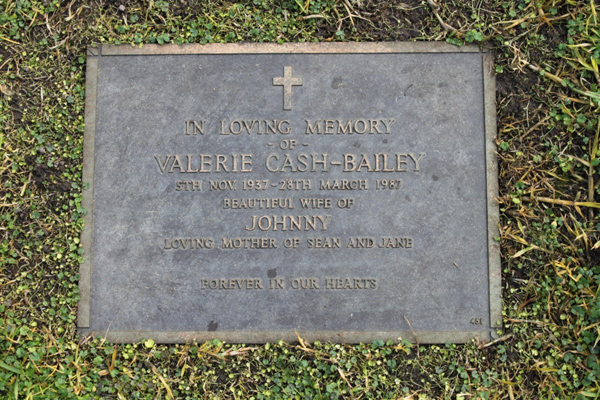 IN LOVING MEMORY
- OF -
VALERIE CASH-BAILEY
5TH NOV. 1937-28TH MARCH 1987
BEAUTIFUL WIFE OF
JOHNNY
LOVING MOTHER OF SEAN AND JANE
FOREVER IN OUR HEARTS
481